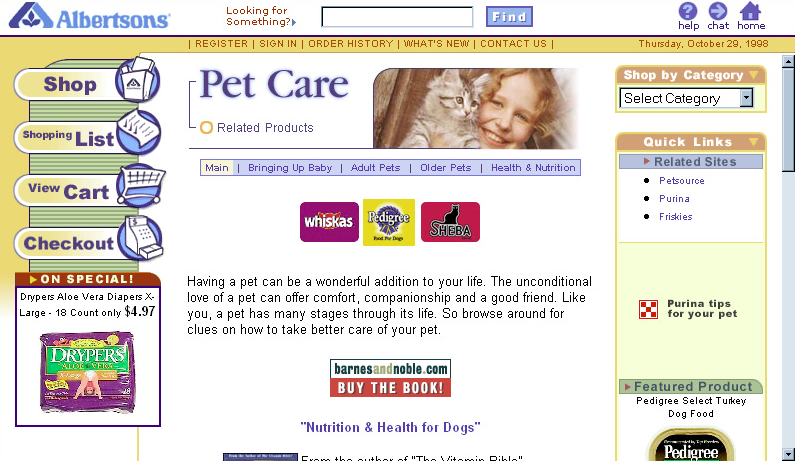 Albertsons
Looking for
Something?
Find
help chat home
| REGISTER | SIGN IN | ORDER HISTORY | WHAT'S NEW | CONTACT US |
Thursday, October 29, 1998
Shop
Shopping List
View Cart
Checkout
ON SPECIAL!
Drypers Aloe Vera Diapers X-
Large - 18 Count only $4.97
DRYPERS
ALOE VERA
Pet Care
Related Products
Main | Bringing Up Baby | Adult Pets | Older Pets | Health & Nutrition
whiskas
Pedigree
Food For Dogs
SHEBA
Having a pet can be a wonderful addition to your life. The unconditional
love of a pet can offer comfort, companionship and a good friend. Like
you, a pet has many stages through its life. So browse around for
clues on how to take better care of your pet.
barnesandnoble.com
BUY THE BOOK!
"Nutrition & Health for Dogs"
From the author of "The Vitamin Bible"
Shop by Category
Select Category
Quick Links
Related Sites
Petsource
Purina
Friskies
Purina tips
for your pet
Featured Product
Pedigree Select Turkey
Dog Food
Pedigree